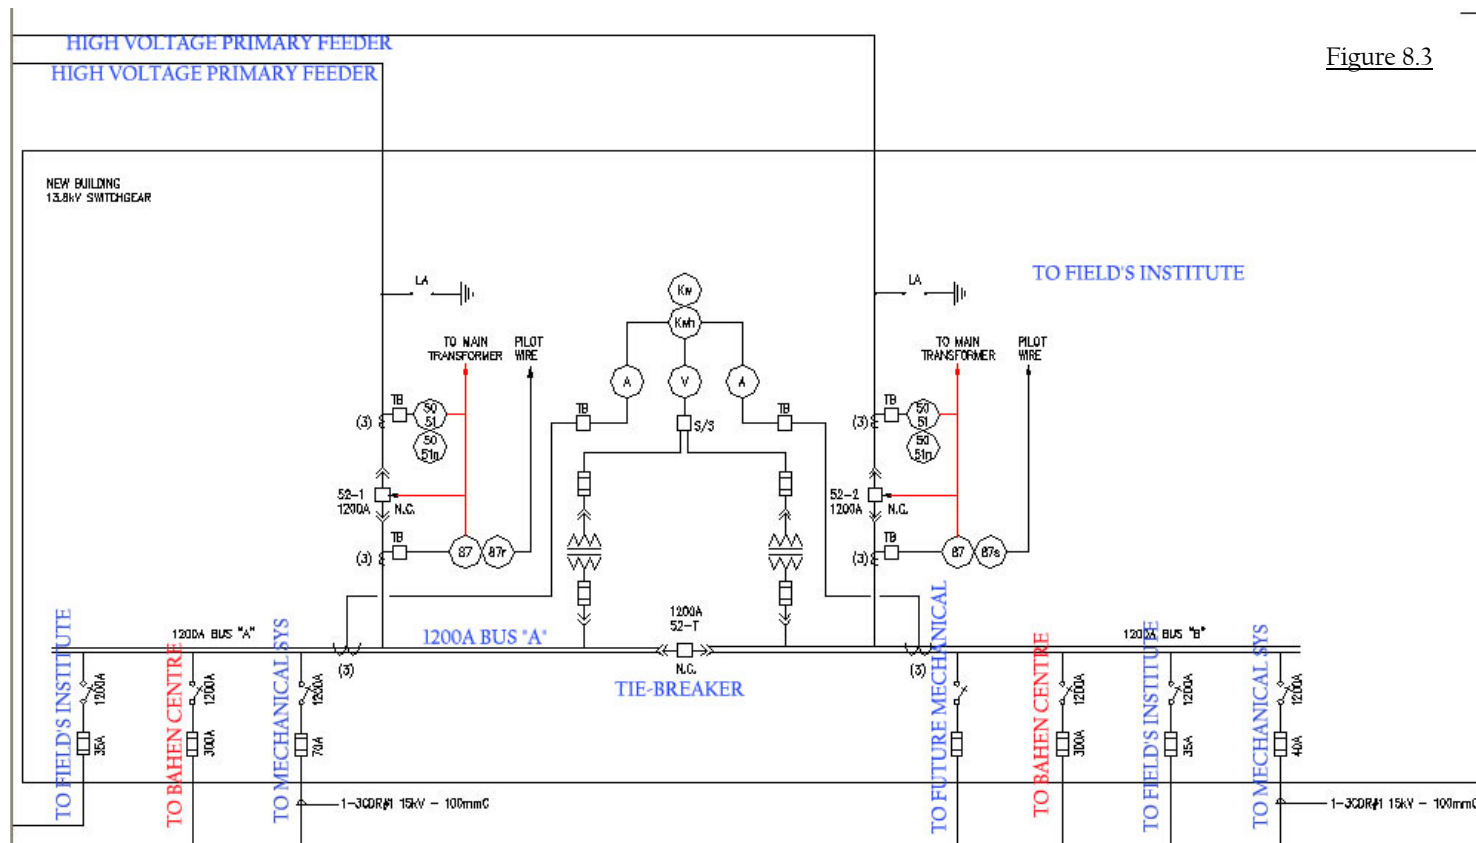 HIGH VOLTAGE PRIMARY FEEDER
HIGH VOLTAGE PRIMARY FEEDER
Figure 8.3
NEW BUILDING
13.8kV SWITCHGEAR
TO FIELD'S INSTITUTE
LA
LA
Kw
Kwh
TO MAIN
TRANSFORMER
PILOT
WIRE
TO MAIN
TRANSFORMER
PILOT
WIRE
A
V
A
TB
50
51
(3)
50
51n
TB
S/S
TB
TB
50
51
(3)
50
51n
52-1
1200A
N.C.
52-2
1200A
N.C.
TB
(3)
87
87r
TB
(3)
87
87s
1200A
52-T
N.C.
TIE-BREAKER
1200A BUS "A"
1200A BUS "A"
1200A BUS "B"
(3)
(3)
TO FIELD'S INSTITUTE
1200A
35A
TO BAHEN CENTRE
1200A
300A
TO MECHANICAL SYS
1200A
70A
1-3CDR#1 15kV - 100mmC
TO FUTURE MECHANICAL
TO BAHEN CENTRE
1200A
300A
TO FIELD'S INSTITUTE
1200A
35A
TO MECHANICAL SYS
1200A
40A
1-3CDR#1 15kV - 100mmC